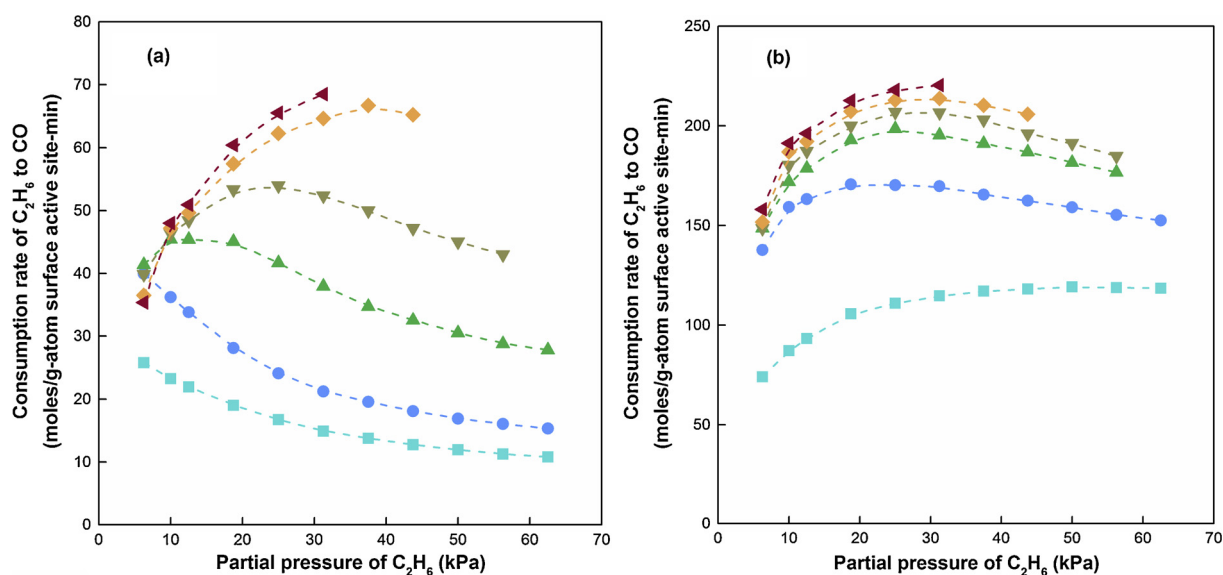 (a)
Consumption rate of C₂H₆ to CO
(moles/g-atom surface active site-min)
80
70
60
50
40
30
20
10
0
0 10 20 30 40 50 60 70
Partial pressure of C₂H₆ (kPa)
(b)
Consumption rate of C₂H₆ to CO
(moles/g-atom surface active site-min)
250
200
150
100
50
0
0 10 20 30 40 50 60 70
Partial pressure of C₂H₆ (kPa)